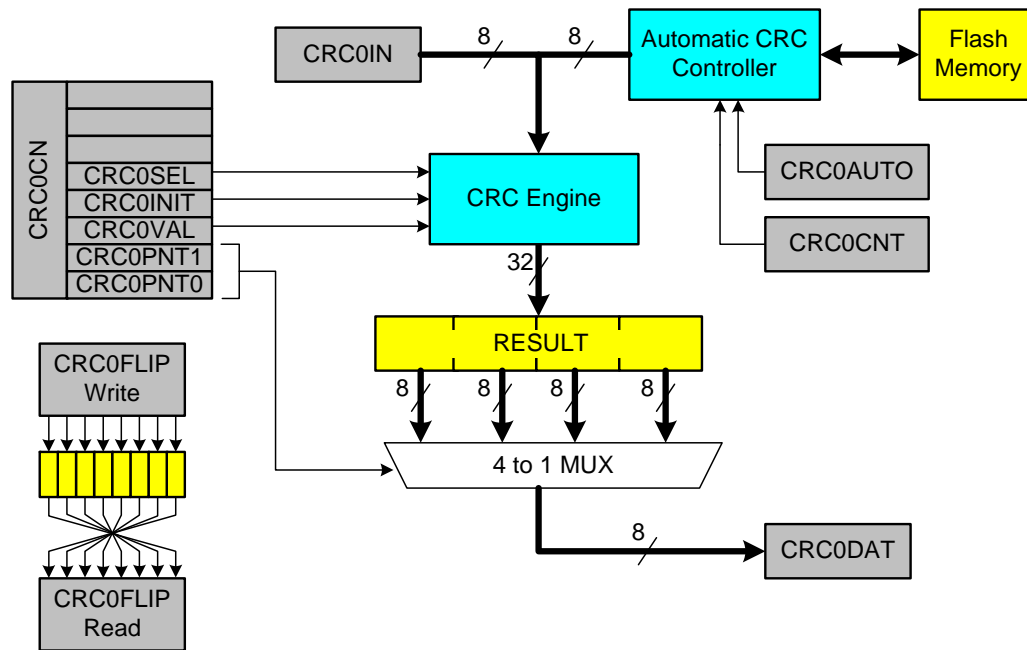 CRC0IN
8
8
Automatic CRC
Controller
Flash
Memory
CRC0CN
CRC0SEL
CRC0INIT
CRC0VAL
CRC0PNT1
CRC0PNT0
CRC Engine
CRC0AUTO
CRC0CNT
32
RESULT
8
8
8
8
4 to 1 MUX
8
CRC0DAT
CRC0FLIP
Write
CRC0FLIP
Read